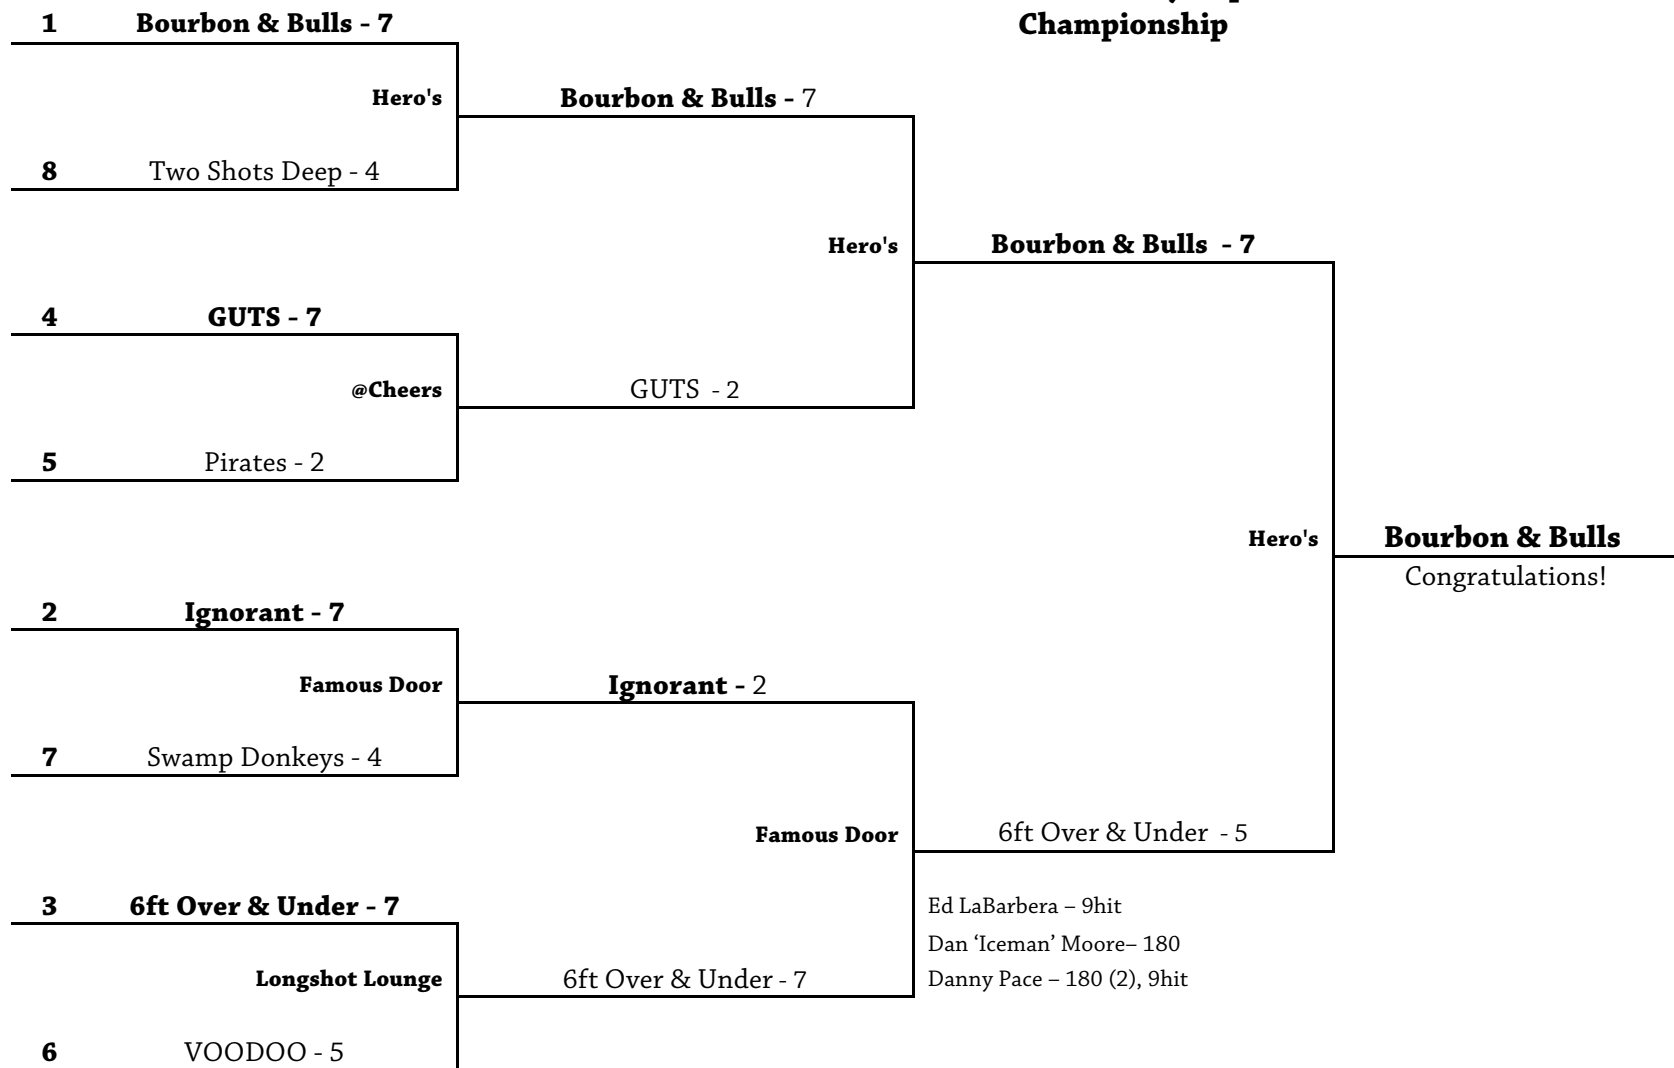 Championship
1 Bourbon & Bulls - 7
Hero's
Bourbon & Bulls - 7
8 Two Shots Deep - 4
Hero's
Bourbon & Bulls - 7
4 GUTS - 7
@Cheers
GUTS - 2
5 Pirates - 2
Hero's
Bourbon & Bulls
Congratulations!
2 Ignorant - 7
Famous Door
Ignorant - 2
7 Swamp Donkeys - 4
Famous Door
6ft Over & Under - 5
3 6ft Over & Under - 7
Ed LaBarbera – 9hit
Dan ‘Iceman’ Moore– 180
Longshot Lounge
6ft Over & Under - 7
Danny Pace – 180 (2), 9hit
6 VOODOO - 5